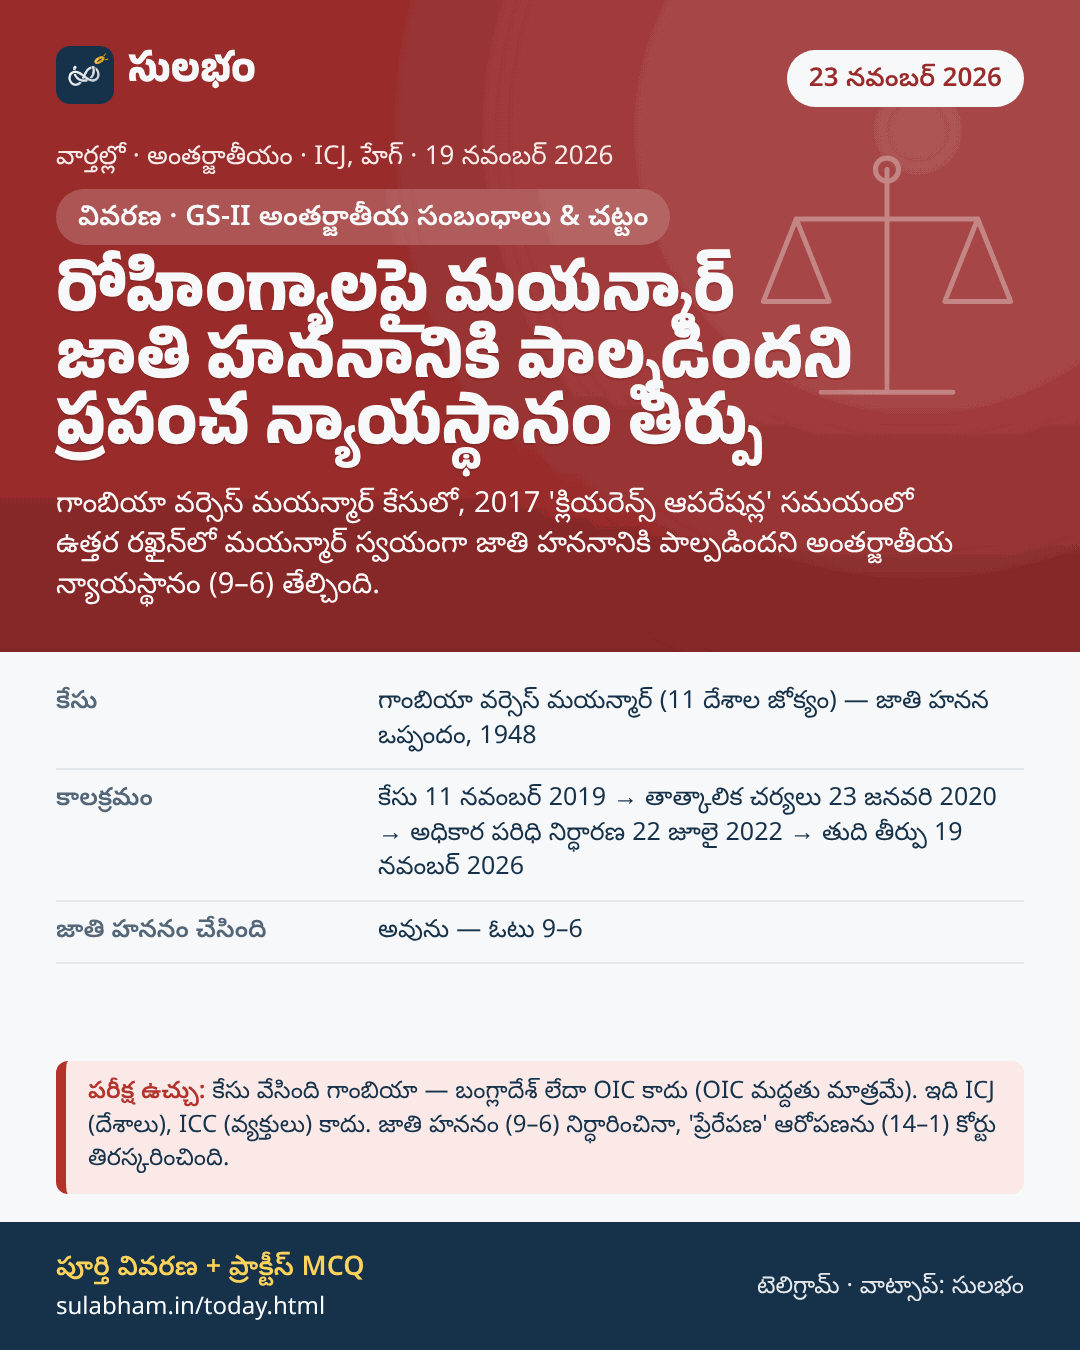 సులభం
23 నవంబర్ 2026
వార్తల్లో · అంతర్జాతీయం · ICJ, హేగ్ · 19 నవంబర్ 2026
వివరణ · GS-II అంతర్జాతీయ సంబంధాలు & చట్టం
రోహింగ్యాలపై మయన్మార్
జాతి హననానికి పాల్పడిందని
ప్రపంచ న్యాయస్థానం తీర్పు
గాంబియా వర్సెస్ మయన్మార్ కేసులో, 2017 'క్లియరెన్స్ ఆపరేషన్ల' సమయంలో
ఉత్తర రఖైన్‌లో మయన్మార్ స్వయంగా జాతి హననానికి పాల్పడిందని అంతర్జాతీయ
న్యాయస్థానం (9–6) తేల్చింది.
కేసు
గాంబియా వర్సెస్ మయన్మార్ (11 దేశాల జోక్యం) — జాతి హనన
ఒప్పందం, 1948
కాలక్రమం
కేసు 11 నవంబర్ 2019 → తాత్కాలిక చర్యలు 23 జనవరి 2020
→ అధికార పరిధి నిర్ధారణ 22 జూలై 2022 → తుది తీర్పు 19
నవంబర్ 2026
జాతి హననం చేసింది
అవును — ఓటు 9–6
పరీక్ష ఉచ్చు: కేసు వేసింది గాంబియా — బంగ్లాదేశ్ లేదా OIC కాదు (OIC మద్దతు మాత్రమే). ఇది ICJ
(దేశాలు), ICC (వ్యక్తులు) కాదు. జాతి హననం (9–6) నిర్ధారించినా, 'ప్రేరేపణ' ఆరోపణను (14–1) కోర్టు
తిరస్కరించింది.
పూర్తి వివరణ + ప్రాక్టీస్ MCQ
sulabham.in/today.html
టెలిగ్రామ్ · వాట్సాప్: సులభం